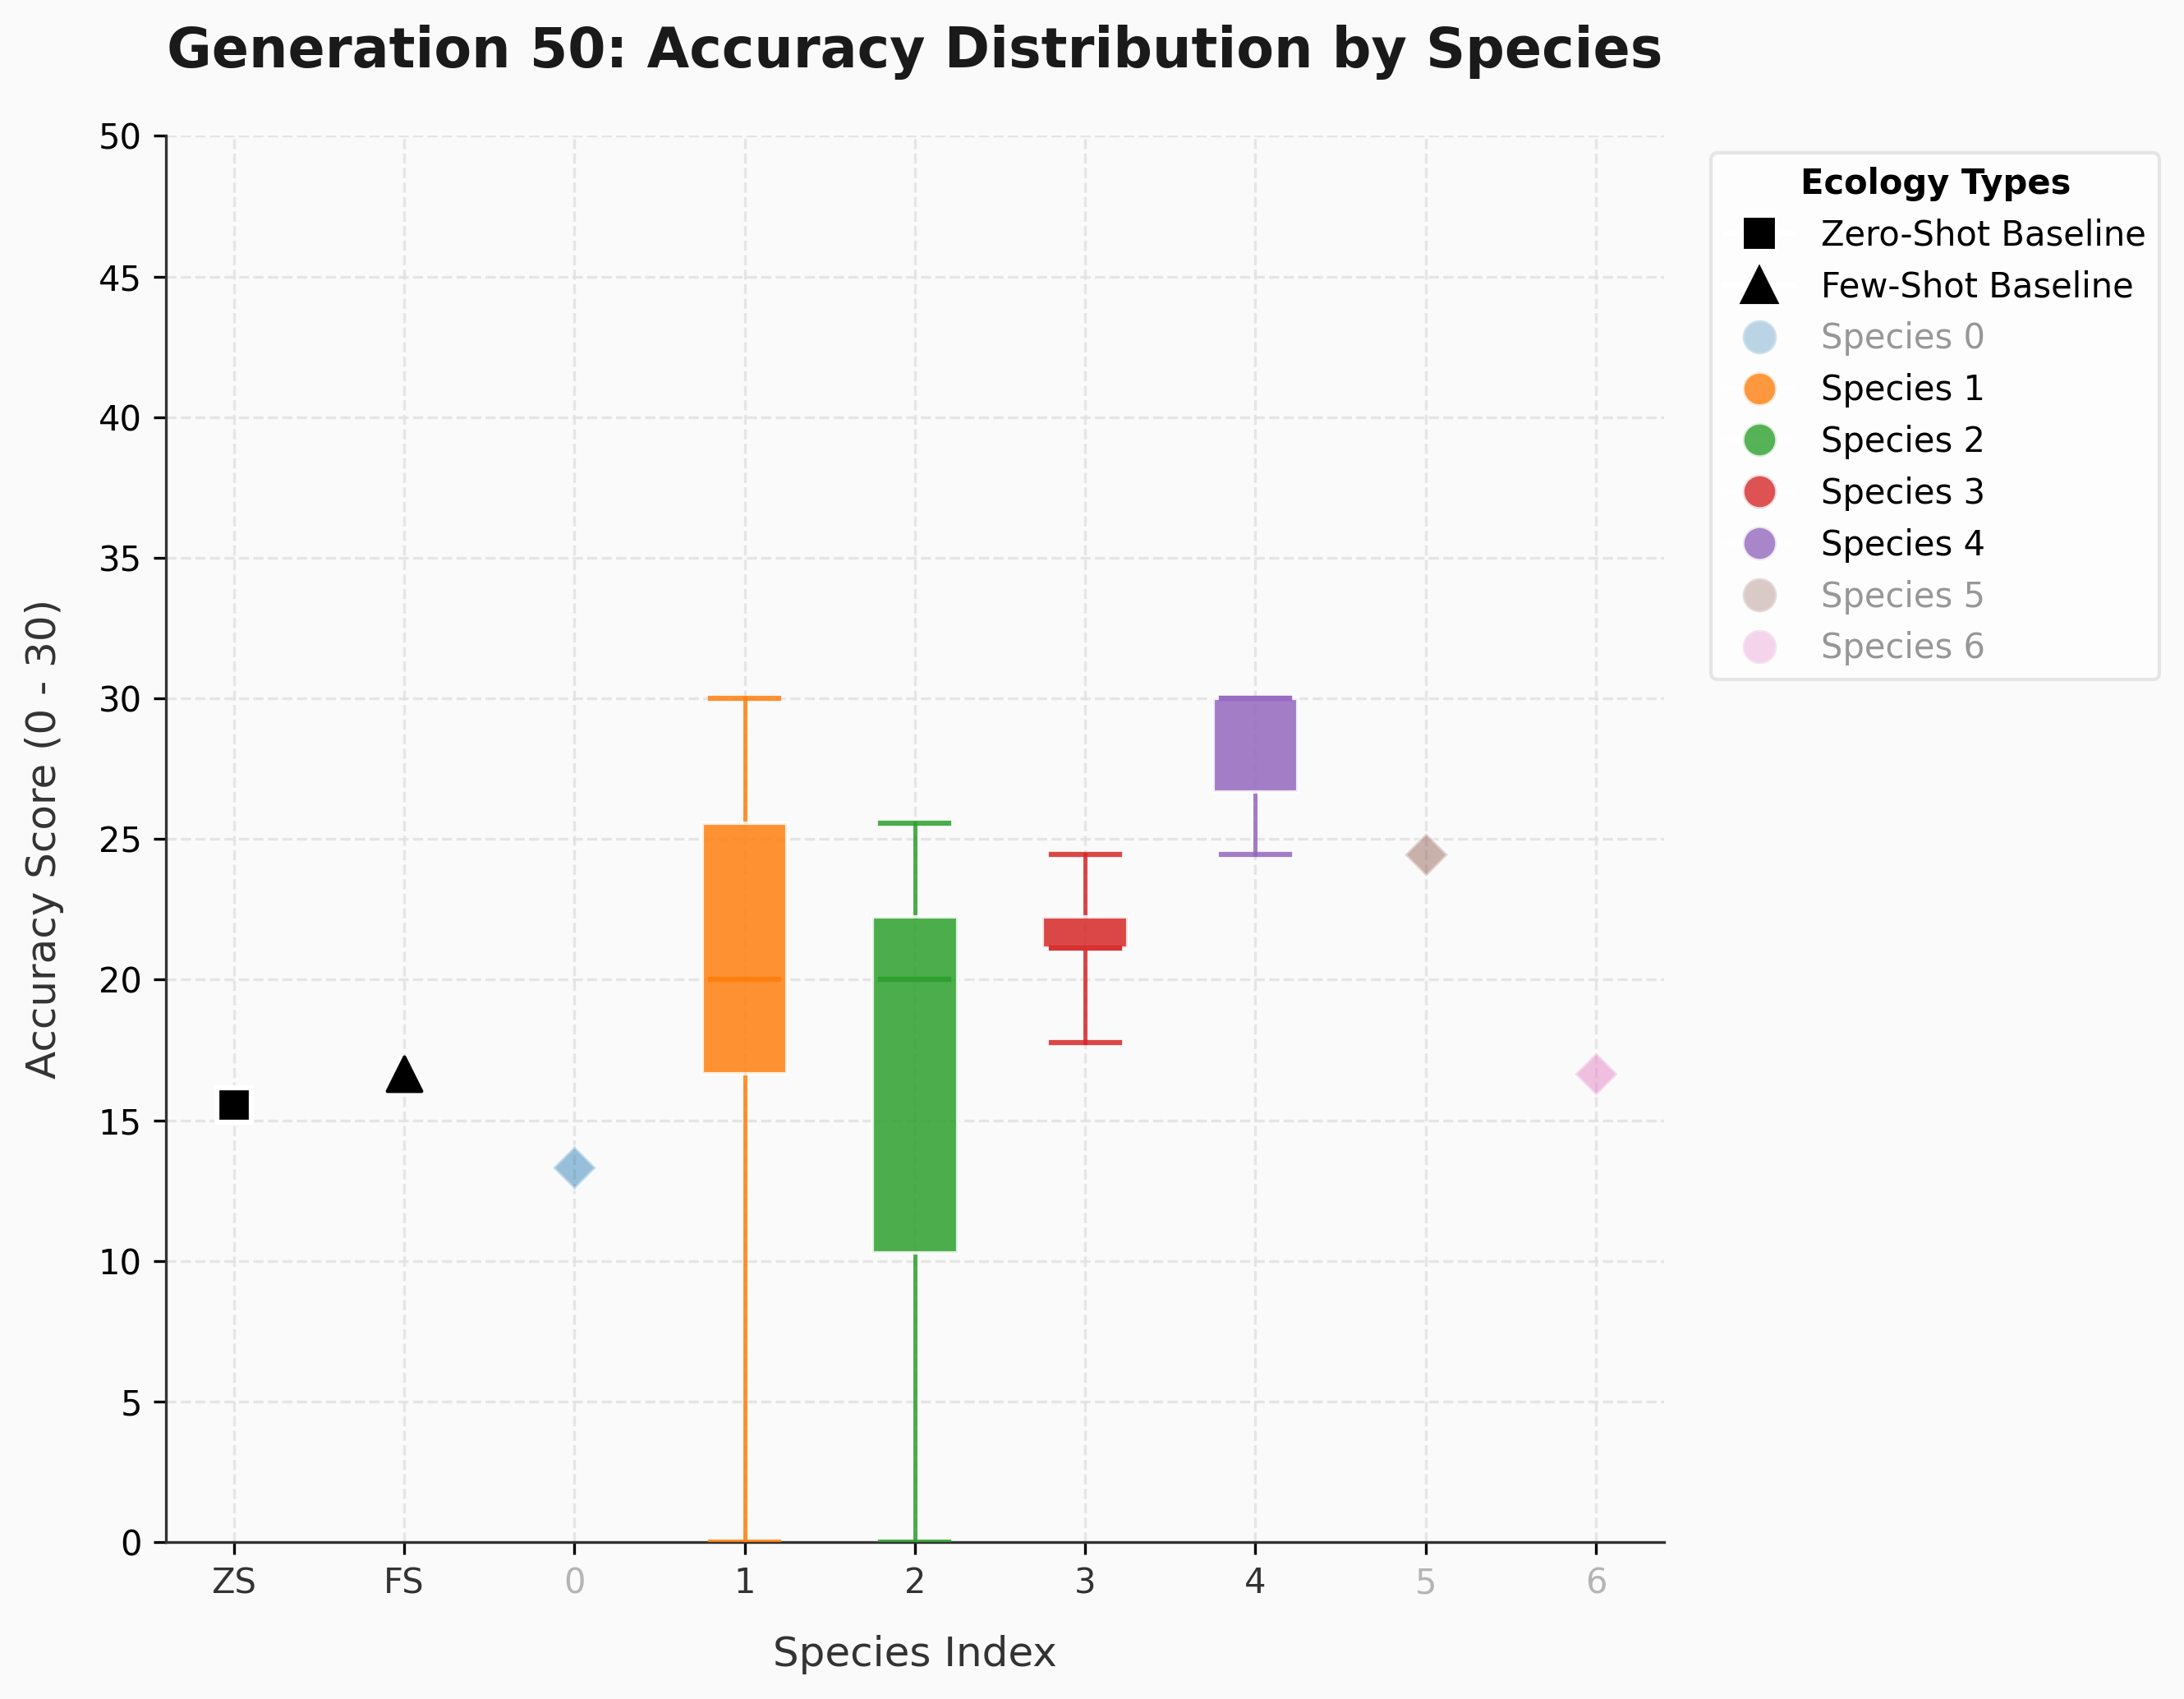 Generation 50: Accuracy Distribution by Species
50
45
40
35
30
25
20
15
10
5
0
Accuracy Score (0 - 30)
ZS FS 0 1 2 3 4 5 6
Species Index
Ecology Types
Zero-Shot Baseline
Few-Shot Baseline
Species 0
Species 1
Species 2
Species 3
Species 4
Species 5
Species 6